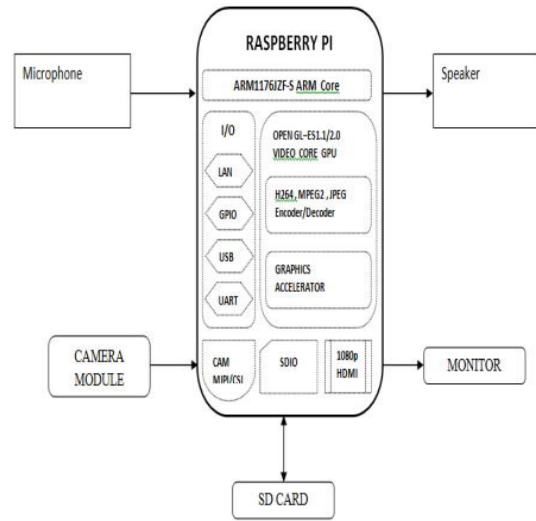 RASPBERRY PI
Microphone
ARM1176JZF-S ARM Core
Speaker
I/O
LAN
GPIO
USB
UART
OPEN GL-ES1.1/2.0
VIDEO CORE GPU
H264, MPEG2 ,JPEG
Encoder/Decoder
GRAPHICS
ACCELERATOR
CAMERA
MODULE
CAM
MIPI/CSI
SDIO
1080p
HDMI
MONITOR
SD CARD